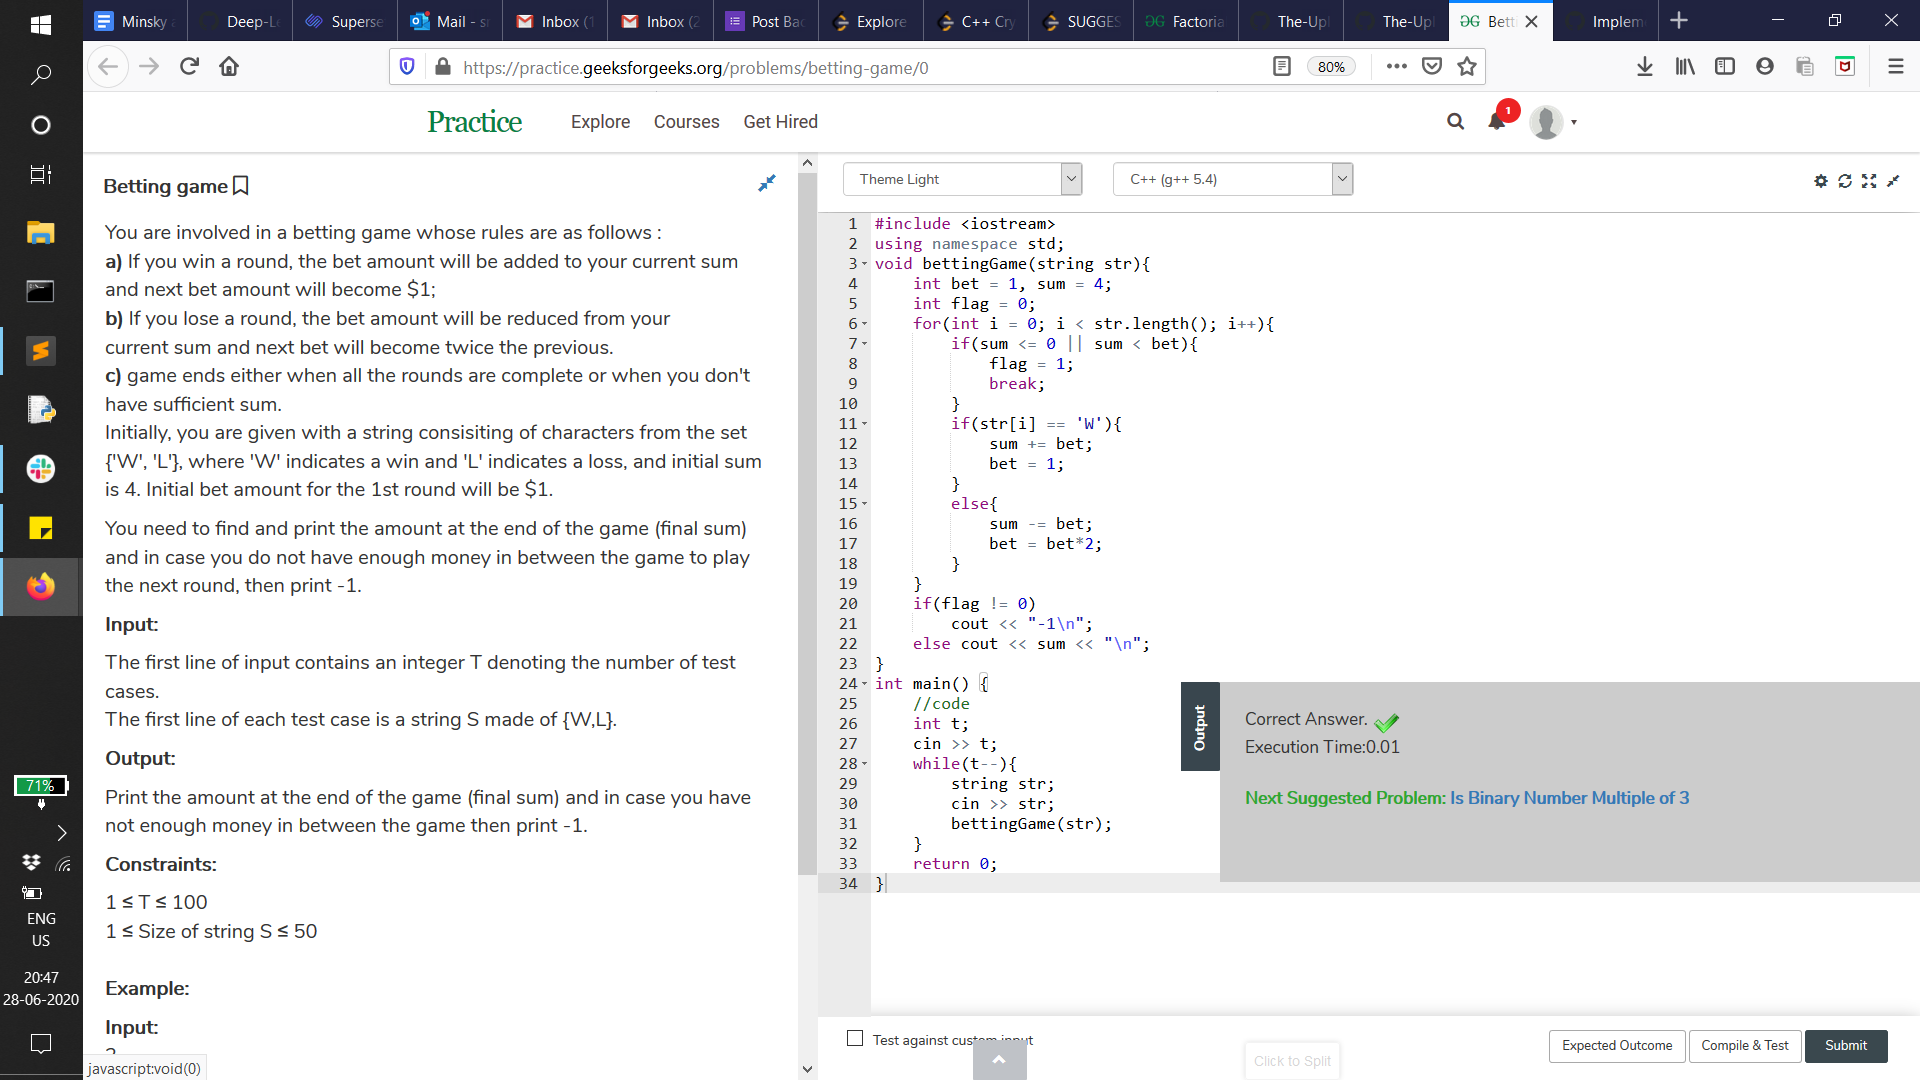 Minsky a
Deep-Le
Superse
Mail - sr
Inbox (1
Inbox (2
Post Bac
Explore
C++ Cry
SUGGES
Factoria
The-Upl
The-Upl
Betti
Implem
https://practice.geeksforgeeks.org/problems/betting-game/0
80%
Practice
Explore
Courses
Get Hired
1
Betting game
You are involved in a betting game whose rules are as follows :
a) If you win a round, the bet amount will be added to your current sum
and next bet amount will become $1;
b) If you lose a round, the bet amount will be reduced from your
current sum and next bet will become twice the previous.
c) game ends either when all the rounds are complete or when you don't
have sufficient sum.
Initially, you are given with a string consisiting of characters from the set
{'W', 'L'}, where 'W' indicates a win and 'L' indicates a loss, and initial sum
is 4. Initial bet amount for the 1st round will be $1.
You need to find and print the amount at the end of the game (final sum)
and in case you do not have enough money in between the game to play
the next round, then print -1.
Input:
The first line of input contains an integer T denoting the number of test
cases.
The first line of each test case is a string S made of {W,L}.
Output:
Print the amount at the end of the game (final sum) and in case you have
not enough money in between the game then print -1.
Constraints:
1 ≤ T ≤ 100
1 ≤ Size of string S ≤ 50
Example:
Input:
javascript:void(0)
Theme Light
C++ (g++ 5.4)
1 #include <iostream>
2 using namespace std;
3 void bettingGame(string str){
4 int bet = 1, sum = 4;
5 int flag = 0;
6 for(int i = 0; i < str.length(); i++){
7 if(sum <= 0 || sum < bet){
8 flag = 1;
9 break;
10 }
11 if(str[i] == 'W'){
12 sum += bet;
13 bet = 1;
14 }
15 else{
16 sum -= bet;
17 bet = bet*2;
18 }
19 }
20 if(flag != 0)
21 cout << "-1\n";
22 else cout << sum << "\n";
23 }
24 int main() {
25 //code
26 int t;
27 cin >> t;
28 while(t--){
29 string str;
30 cin >> str;
31 bettingGame(str);
32 }
33 return 0;
34 }
Output
Correct Answer.
Execution Time:0.01
Next Suggested Problem: Is Binary Number Multiple of 3
Test against custom input
Click to Split
Expected Outcome
Compile & Test
Submit
71%
ENG
US
20:47
28-06-2020